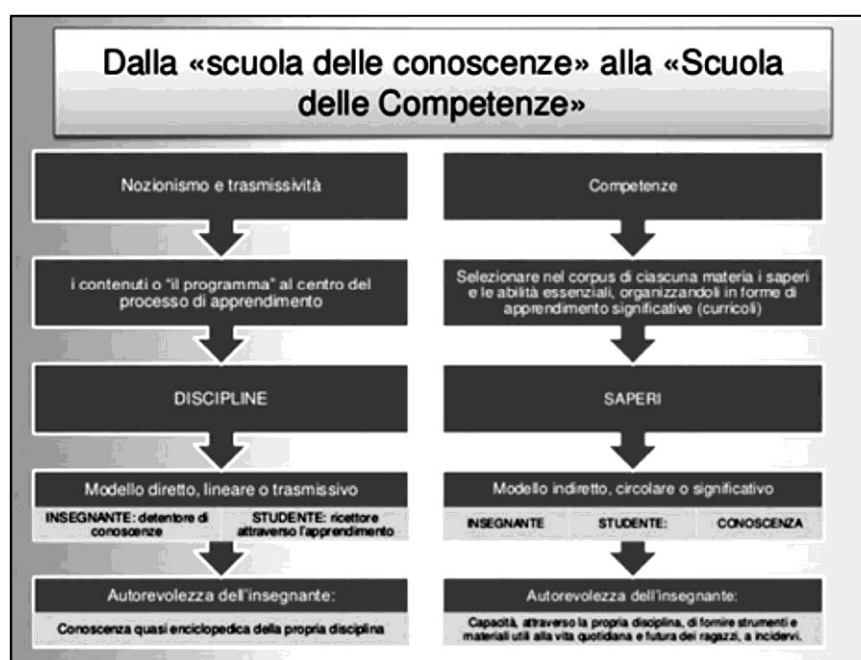 Dalla «scuola delle conoscenze» alla «Scuola
delle Competenze»
Nozionismo e trasmissività
i contenuti o "il programma" al centro del
processo di apprendimento
DISCIPLINE
Modello diretto, lineare o trasmissivo
INSEGNANTE: detentore di
conoscenze
STUDENTE: ricettore
attraverso l'apprendimento
Autorevolezza dell'insegnante:
Conoscenza quasi enciclopedica della propria disciplina
Competenze
Selezionare nel corpus di ciascuna materia i saperi
e le abilità essenziali, organizzandoli in forme di
apprendimento significative (curricoli)
SAPERI
Modello indiretto, circolare o significativo
INSEGNANTE
STUDENTE:
CONOSCENZA
Autorevolezza dell'insegnante:
Capacità, attraverso la propria disciplina, di fornire strumenti e
materiali utili alla vita quotidiana e futura dei ragazzi, a incidervi.